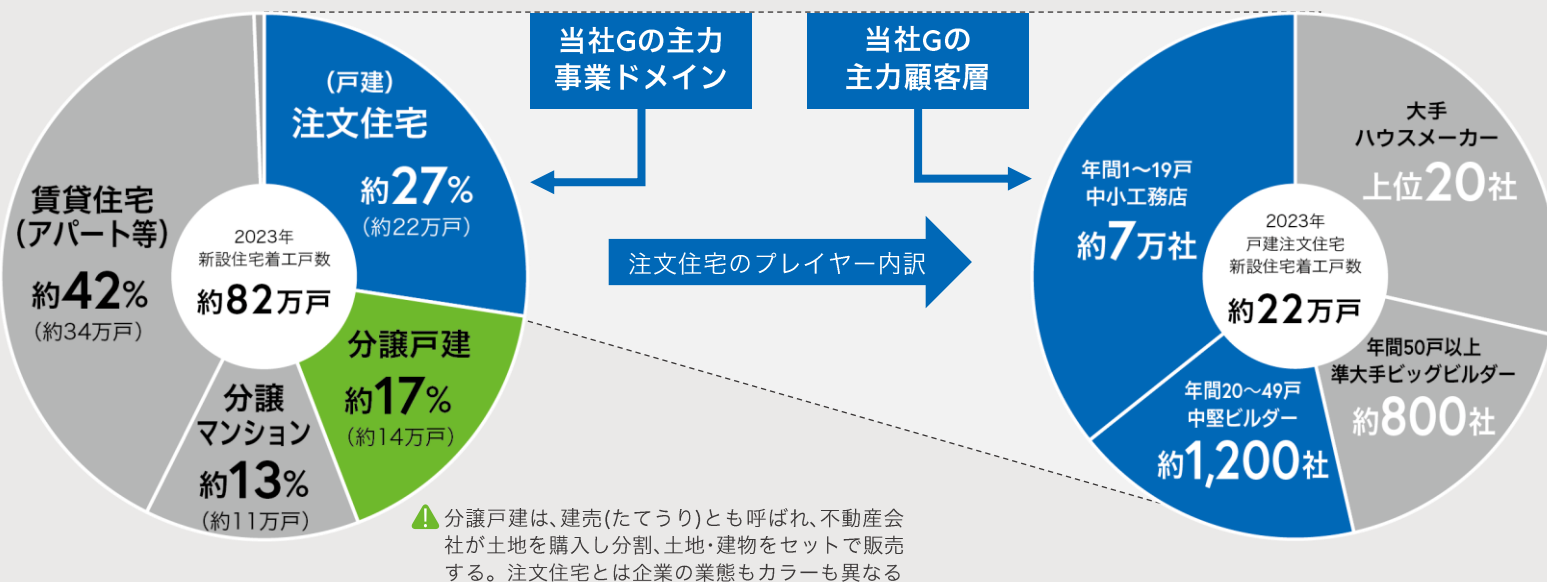 当社Gの主力
事業ドメイン
当社Gの
主力顧客層
(戸建)
注文住宅
約27%
(約22万戸)
賃貸住宅
(アパート等)
約42%
(約34万戸)
2023年
新設住宅着工戸数
約82万戸
分譲戸建
約17%
(約14万戸)
分譲
マンション
約13%
(約11万戸)
注文住宅のプレイヤー内訳
大手
ハウスメーカー
上位20社
年間1〜19戸
中小工務店
約7万社
2023年
戸建注文住宅
新設住宅着工戸数
約22万戸
年間50戸以上
準大手ビッグビルダー
約800社
年間20〜49戸
中堅ビルダー
約1,200社
分譲戸建は、建売(たてうり)とも呼ばれ、不動産会
社が土地を購入し分割、土地・建物をセットで販売
する。注文住宅とは企業の業態もカラーも異なる